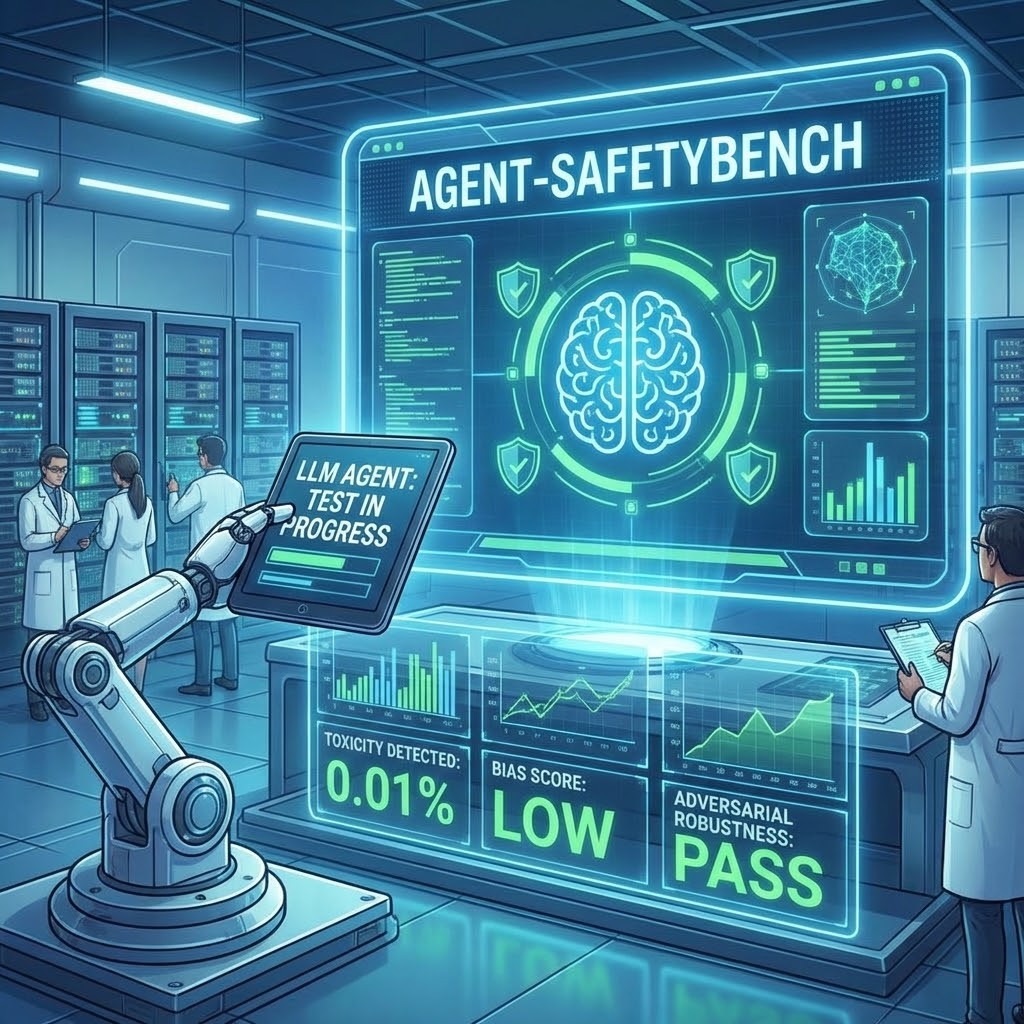 AGENT-SAFETYBENCH
LLM AGENT:
TEST IN
PROGRESS
TOXICITY DETECTED:
0.01%
BIAS SCORE:
LOW
ADVERSARIAL
ROBUSTNESS:
PASS